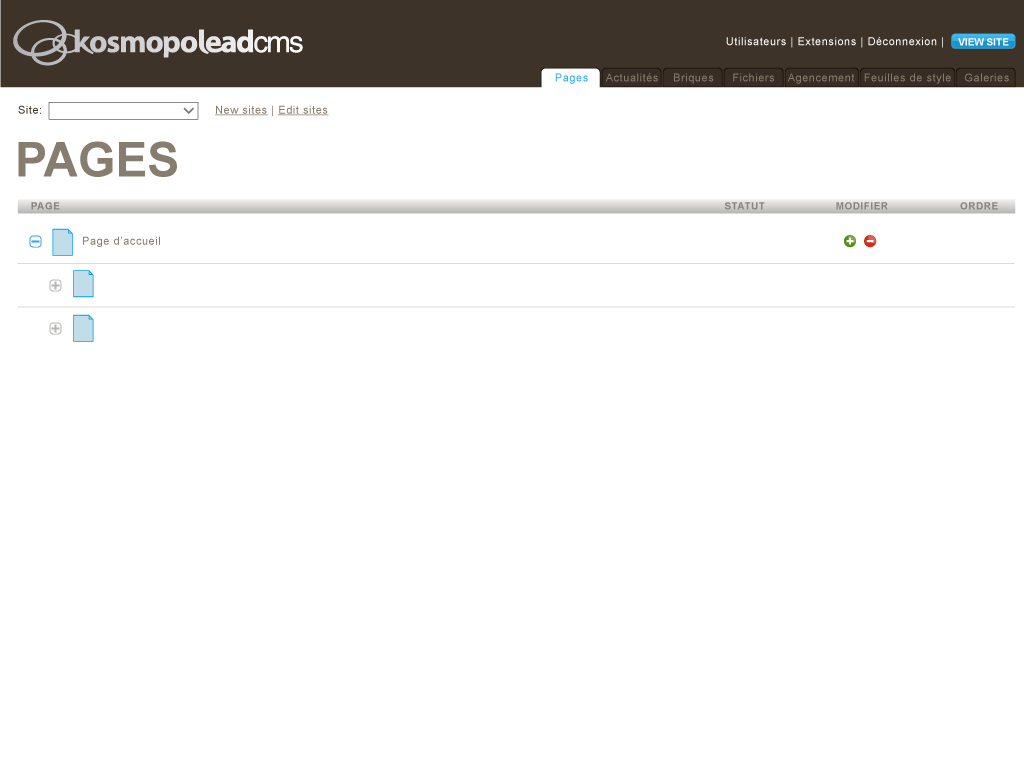 kosmopoleadcms
Utilisateurs | Extensions | Déconnexion | VIEW SITE
Pages Actualités Briques Fichiers Agencement Feuilles de style Galeries
Site: New sites | Edit sites
PAGES
PAGE STATUT MODIFIER ORDRE
Page d'accueil